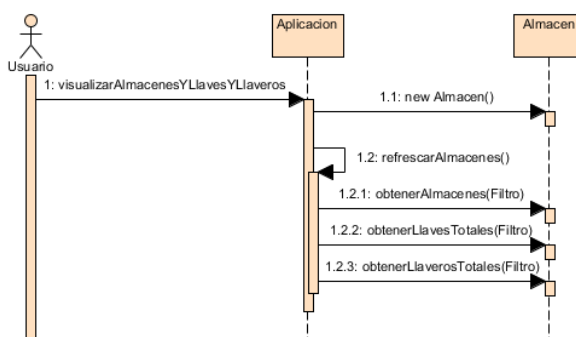 Aplicacion
Almacen
Usuario
1: visualizarAlmacenesYLlavesYLlaveros
1.1: new Almacen()
1.2: refrescarAlmacenes()
1.2.1: obtenerAlmacenes(Filtro)
1.2.2: obtenerLlavesTotales(Filtro)
1.2.3: obtenerLlaverosTotales(Filtro)